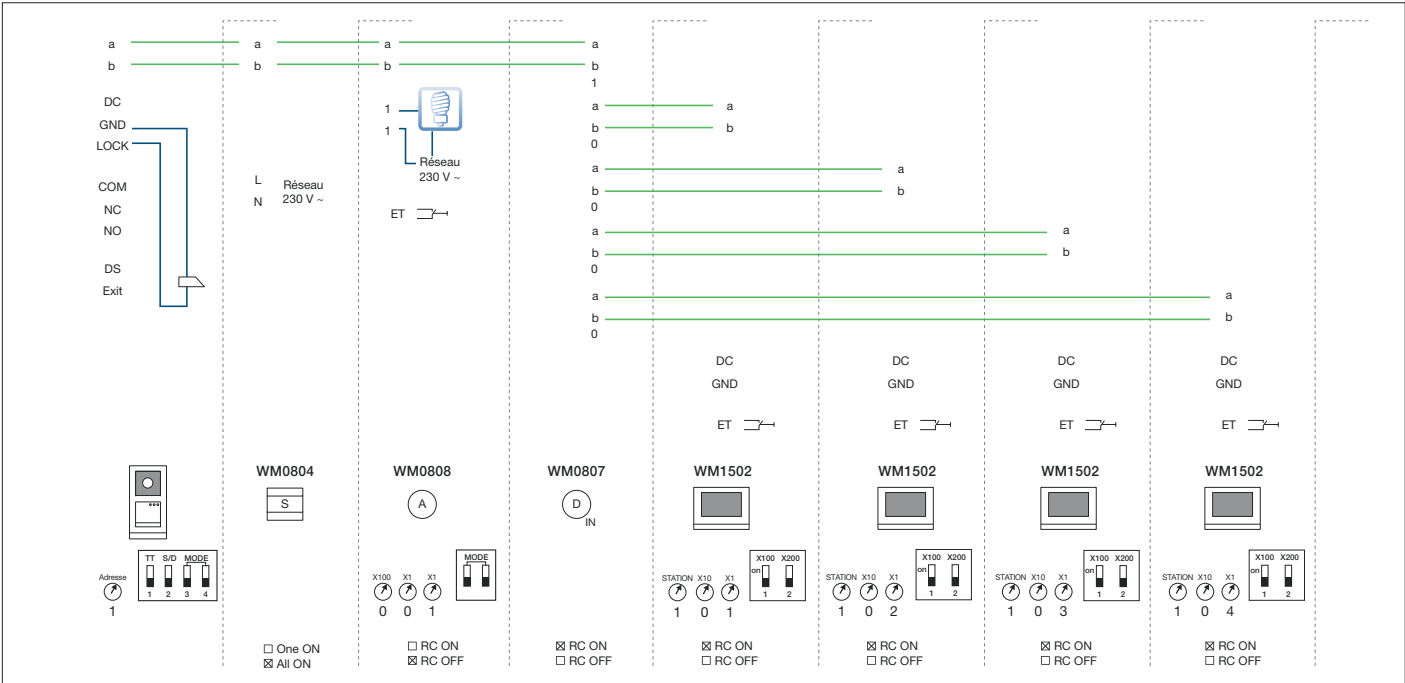 a a a a
b b b b
1
DC
GND
LOCK
COM
NC
NO
DS
Exit
L
N
Réseau
230 V ~
1
1
Réseau
230 V ~
ET
a a
b b
0
a a
b b
0
a a
b b
0
a a
b b
0
DC DC DC DC
GND GND GND GND
ET ET ET ET
WM0804 WM0808 WM0807 WM1502 WM1502 WM1502 WM1502
S A D
IN
Adresse
1
TT S/D MODE
1 2 3 4
X100 X1 X1
0 0 1
MODE
STATION X10 X1
1 0 1
X100 X200
on
1 2
STATION X10 X1
1 0 2
X100 X200
on
1 2
STATION X10 X1
1 0 3
X100 X200
on
1 2
STATION X10 X1
1 0 4
X100 X200
on
1 2
☐ One ON
☒ All ON
☐ RC ON
☒ RC OFF
☒ RC ON
☐ RC OFF
☒ RC ON
☐ RC OFF
☒ RC ON
☐ RC OFF
☒ RC ON
☐ RC OFF
☒ RC ON
☐ RC OFF